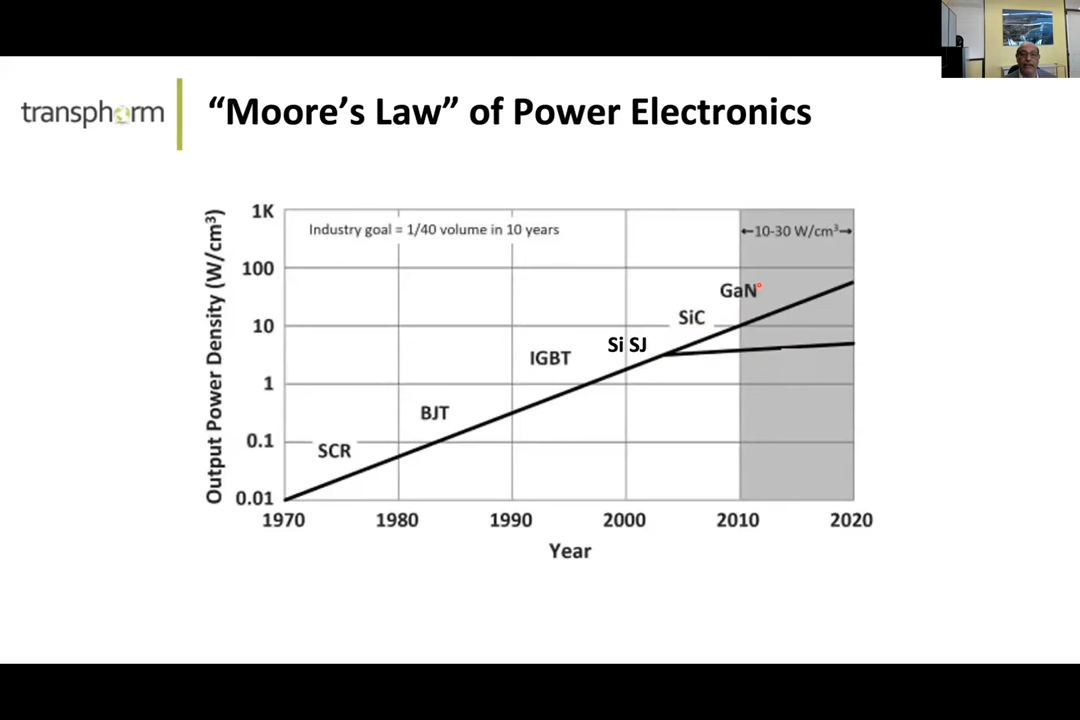 transphorm
“Moore’s Law” of Power Electronics
Output Power Density (W/cm³)
1K
100
10
1
0.1
0.01
Industry goal = 1/40 volume in 10 years
←10-30 W/cm³→
GaN
SiC
Si SJ
IGBT
BJT
SCR
1970 1980 1990 2000 2010 2020
Year